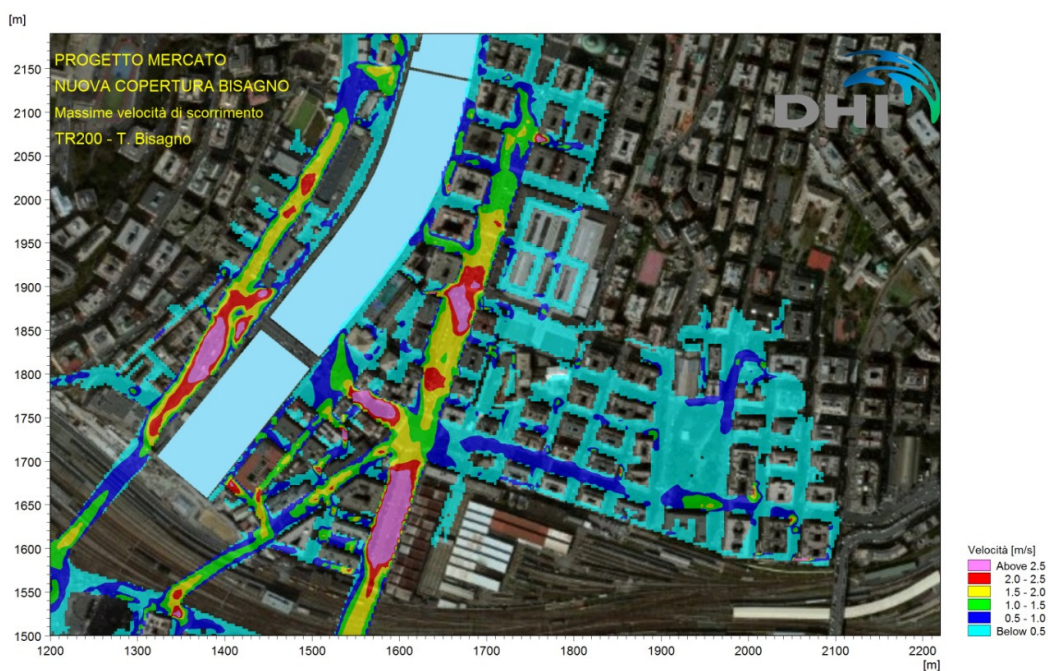 [m]
2150
2100
2050
2000
1950
1900
1850
1800
1750
1700
1650
1600
1550
1500
PROGETTO MERCATO
NUOVA COPERTURA BISAGNO
Massime velocità di scorrimento
TR200 - T. Bisagno
DHI
Velocità [m/s]
Above 2.5
2.0 - 2.5
1.5 - 2.0
1.0 - 1.5
0.5 - 1.0
Below 0.5
1200 1300 1400 1500 1600 1700 1800 1900 2000 2100 2200
[m]